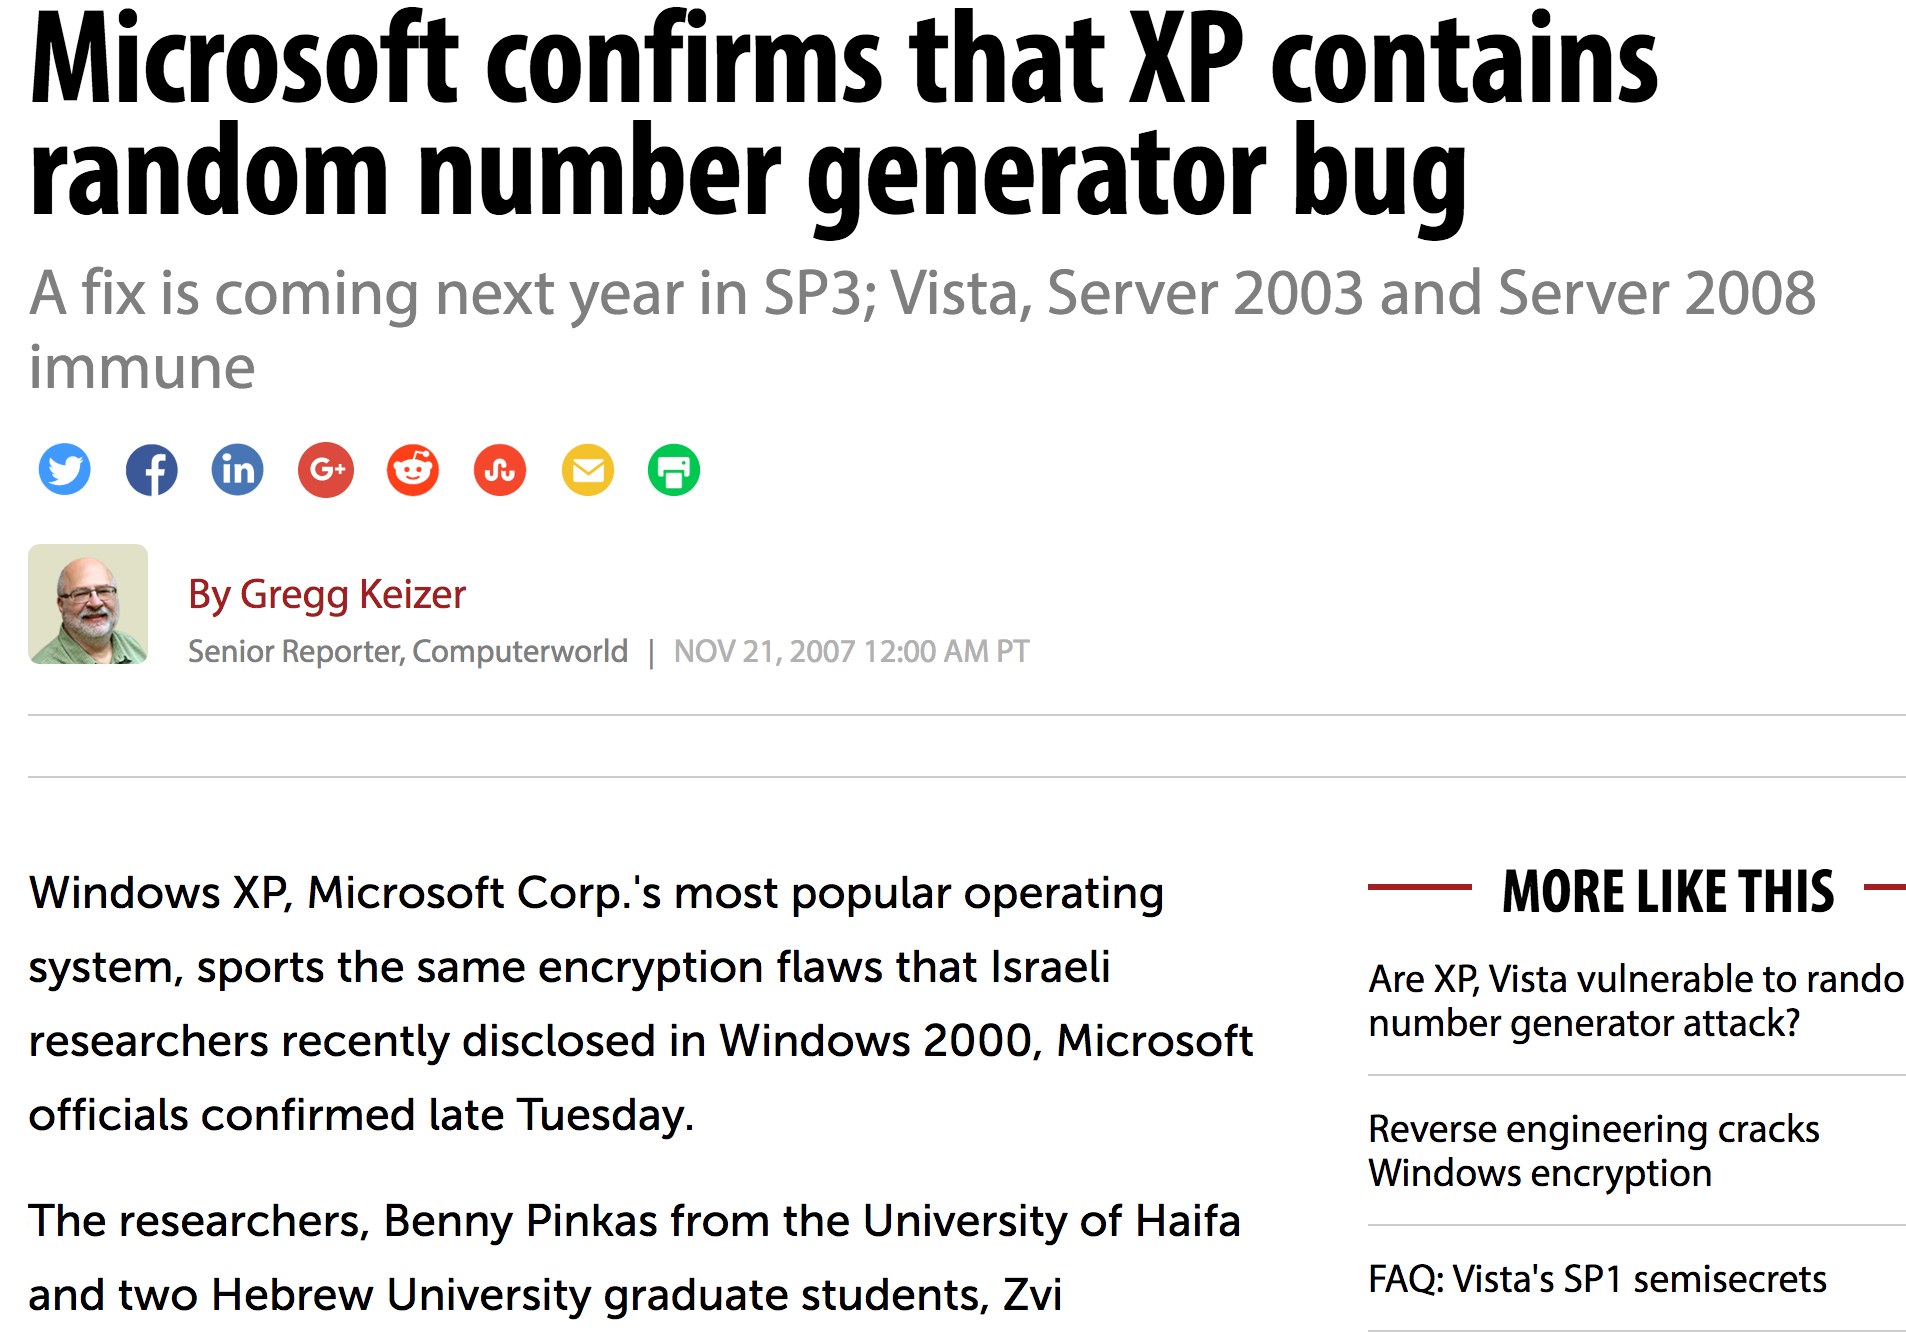 Microsoft confirms that XP contains
random number generator bug
A fix is coming next year in SP3; Vista, Server 2003 and Server 2008
immune
G+
By Gregg Keizer
Senior Reporter, Computerworld | NOV 21, 2007 12:00 AM PT
Windows XP, Microsoft Corp.'s most popular operating
system, sports the same encryption flaws that Israeli
researchers recently disclosed in Windows 2000, Microsoft
officials confirmed late Tuesday.
The researchers, Benny Pinkas from the University of Haifa
and two Hebrew University graduate students, Zvi
MORE LIKE THIS
Are XP, Vista vulnerable to rando
number generator attack?
Reverse engineering cracks
Windows encryption
FAQ: Vista's SP1 semisecrets